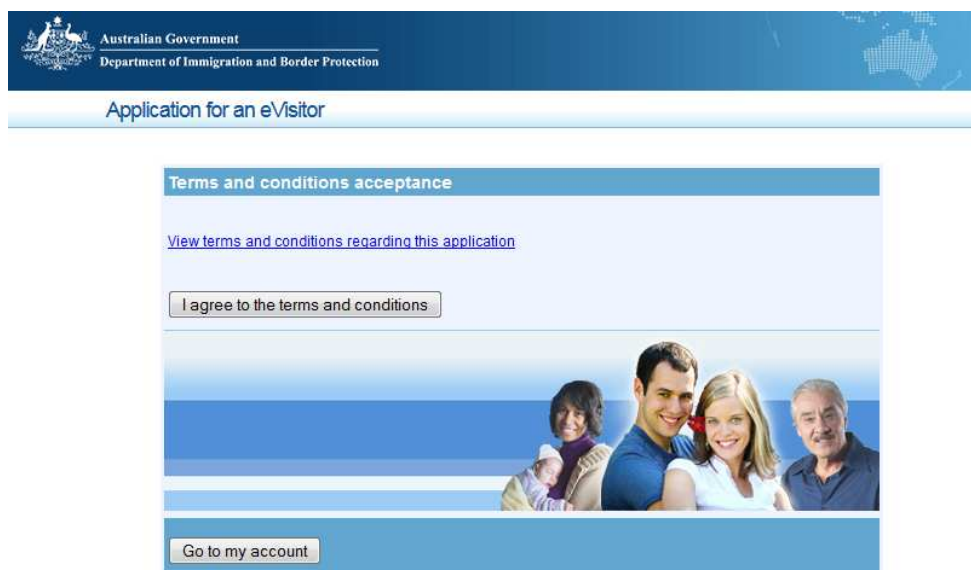 Australian Government
Department of Immigration and Border Protection
Application for an eVisitor
Terms and conditions acceptance
View terms and conditions regarding this application
I agree to the terms and conditions
Go to my account